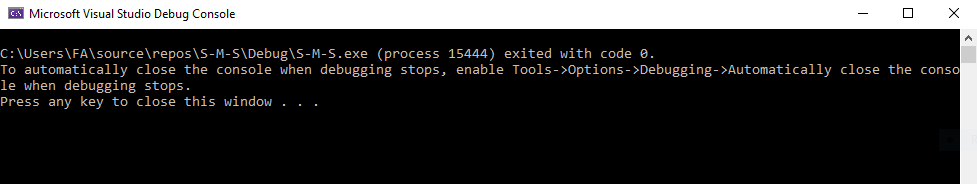 Microsoft Visual Studio Debug Console
C:\Users\FA\source\repos\S-M-S\Debug\S-M-S.exe (process 15444) exited with code 0.
To automatically close the console when debugging stops, enable Tools->Options->Debugging->Automatically close the conso
le when debugging stops.
Press any key to close this window . . .